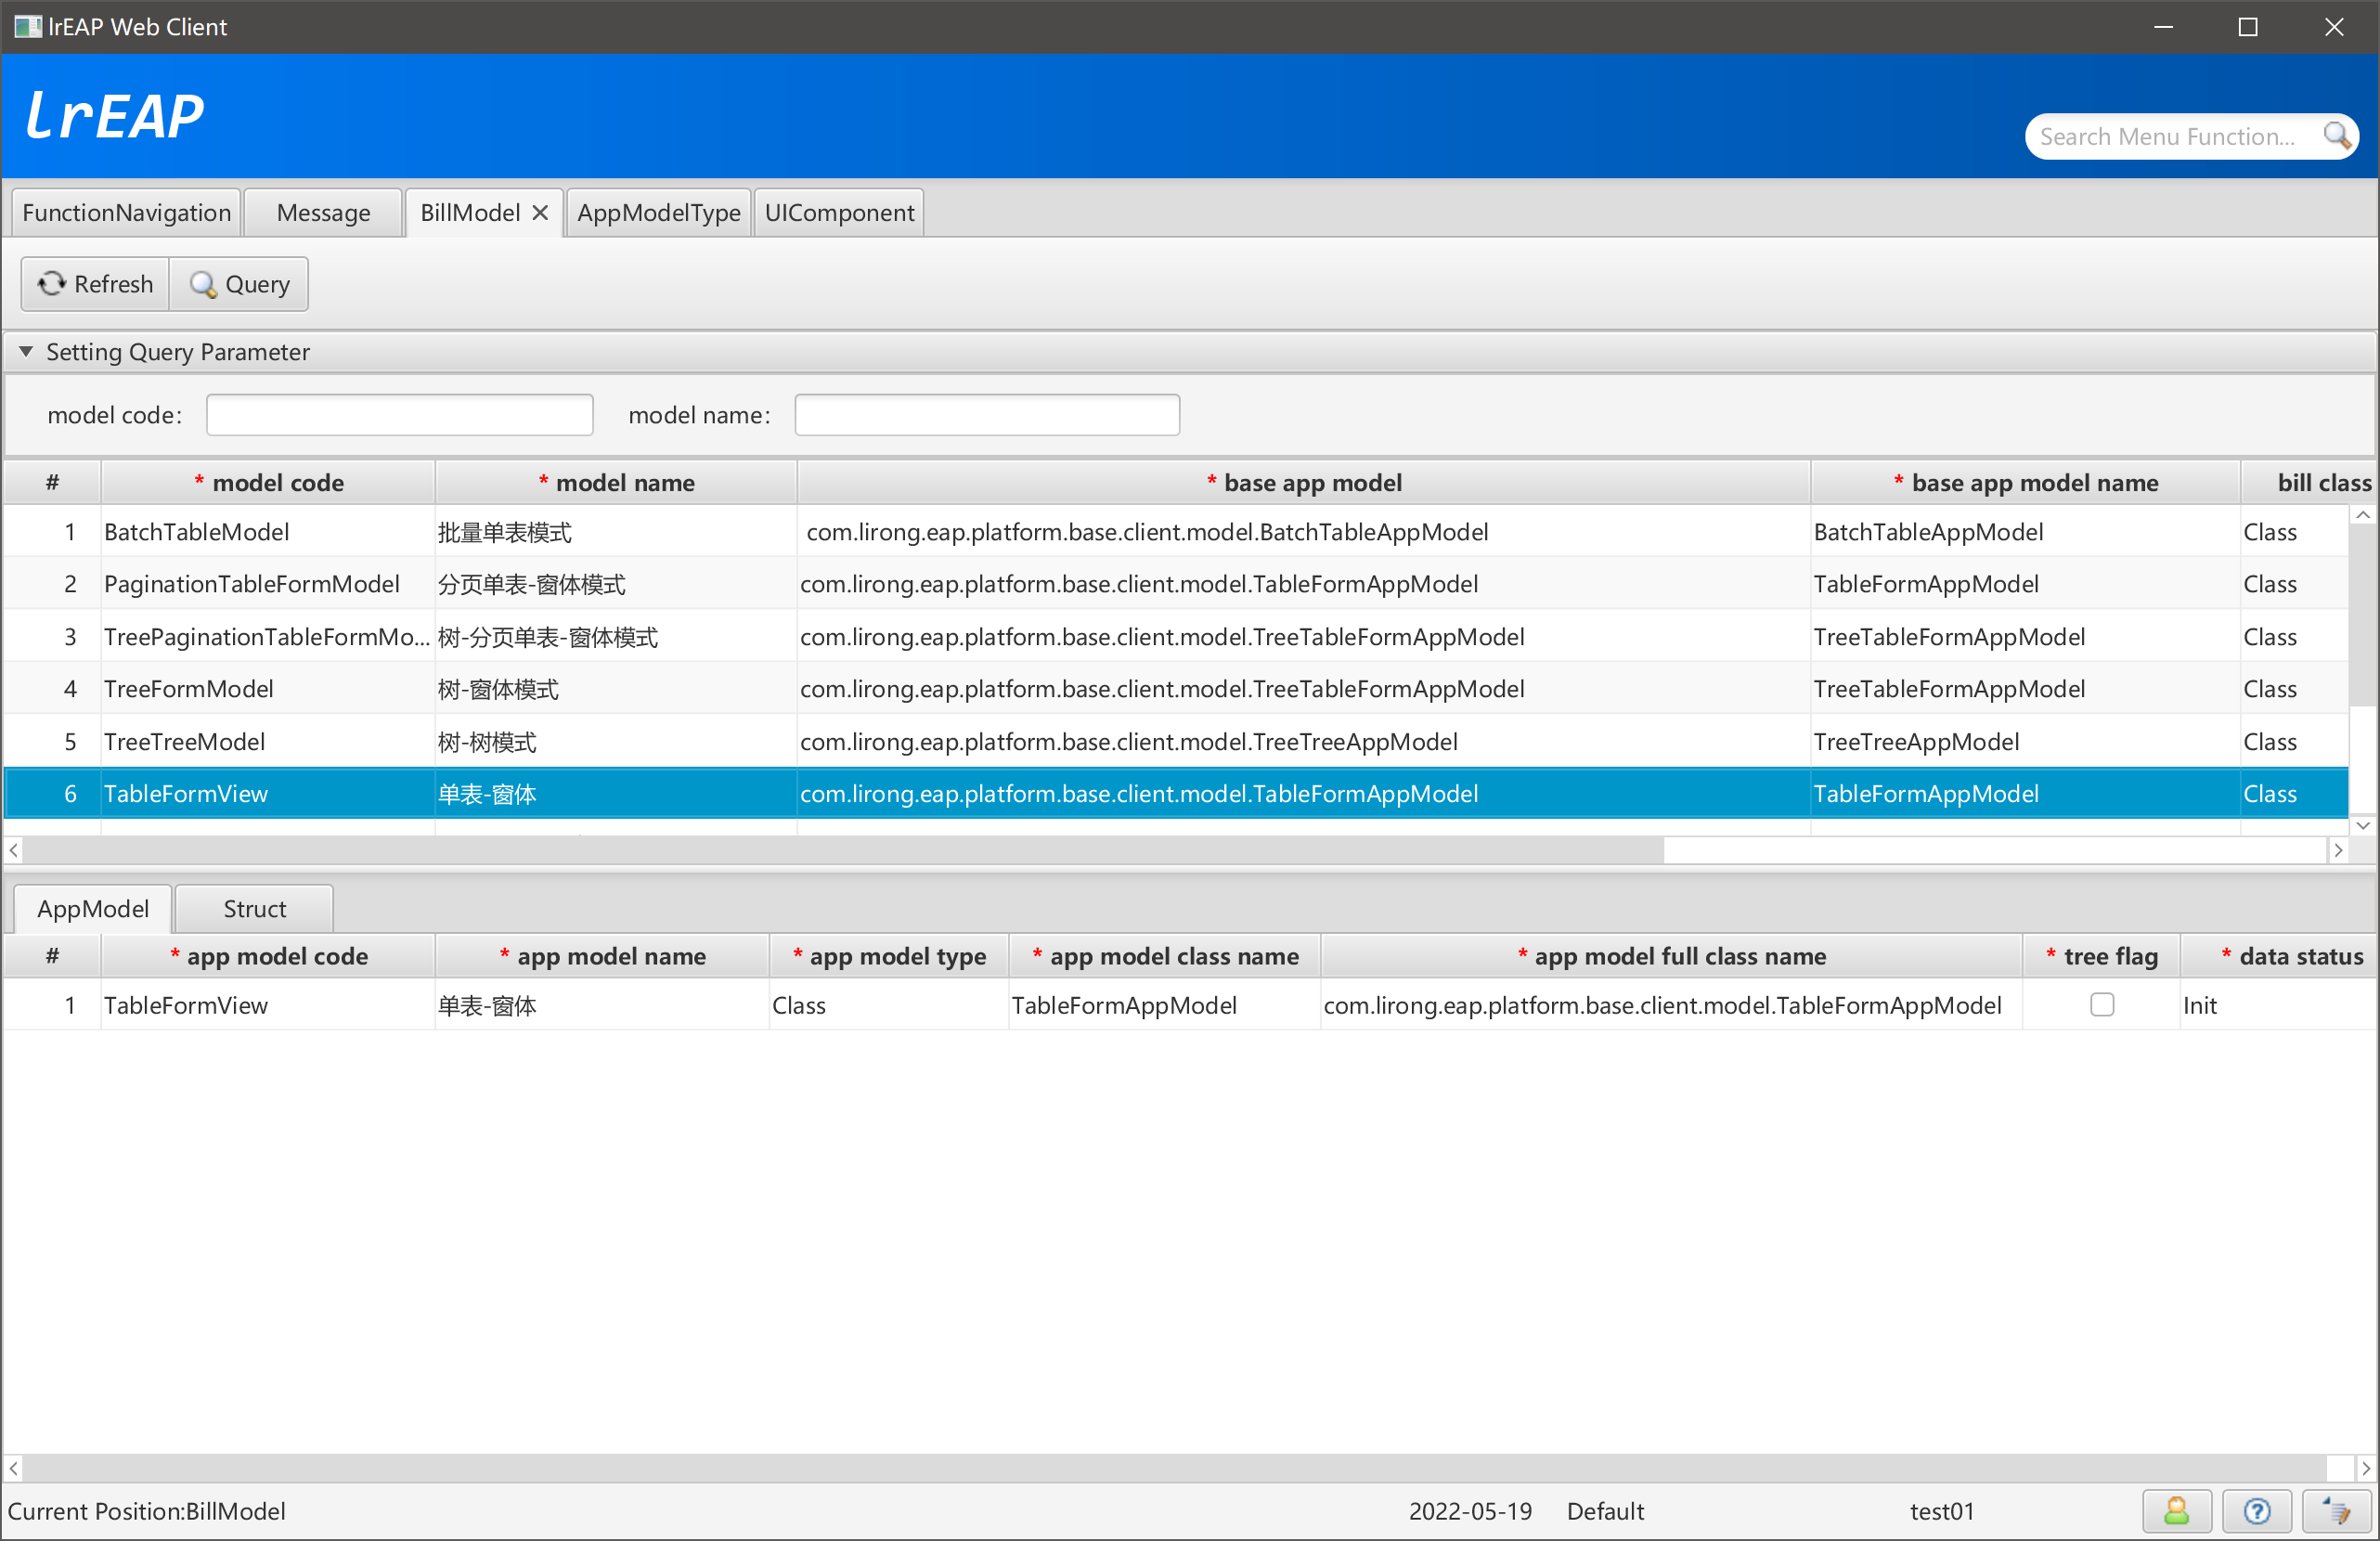 lrEAP Web Client
lrEAP
Search Menu Function...
FunctionNavigation Message BillModel AppModelType UIComponent
Refresh Query
Setting Query Parameter
model code: model name:
# * model code * model name * base app model * base app model name bill class
1 BatchTableModel 批量单表模式 com.lirong.eap.platform.base.client.model.BatchTableAppModel BatchTableAppModel Class
2 PaginationTableFormModel 分页单表-窗体模式 com.lirong.eap.platform.base.client.model.TableFormAppModel TableFormAppModel Class
3 TreePaginationTableFormMo... 树-分页单表-窗体模式 com.lirong.eap.platform.base.client.model.TreeTableFormAppModel TreeTableFormAppModel Class
4 TreeFormModel 树-窗体模式 com.lirong.eap.platform.base.client.model.TreeTableFormAppModel TreeTableFormAppModel Class
5 TreeTreeModel 树-树模式 com.lirong.eap.platform.base.client.model.TreeTreeAppModel TreeTreeAppModel Class
6 TableFormView 单表-窗体 com.lirong.eap.platform.base.client.model.TableFormAppModel TableFormAppModel Class
AppModel Struct
# * app model code * app model name * app model type * app model class name * app model full class name * tree flag * data status
1 TableFormView 单表-窗体 Class TableFormAppModel com.lirong.eap.platform.base.client.model.TableFormAppModel Init
Current Position:BillModel 2022-05-19 Default test01